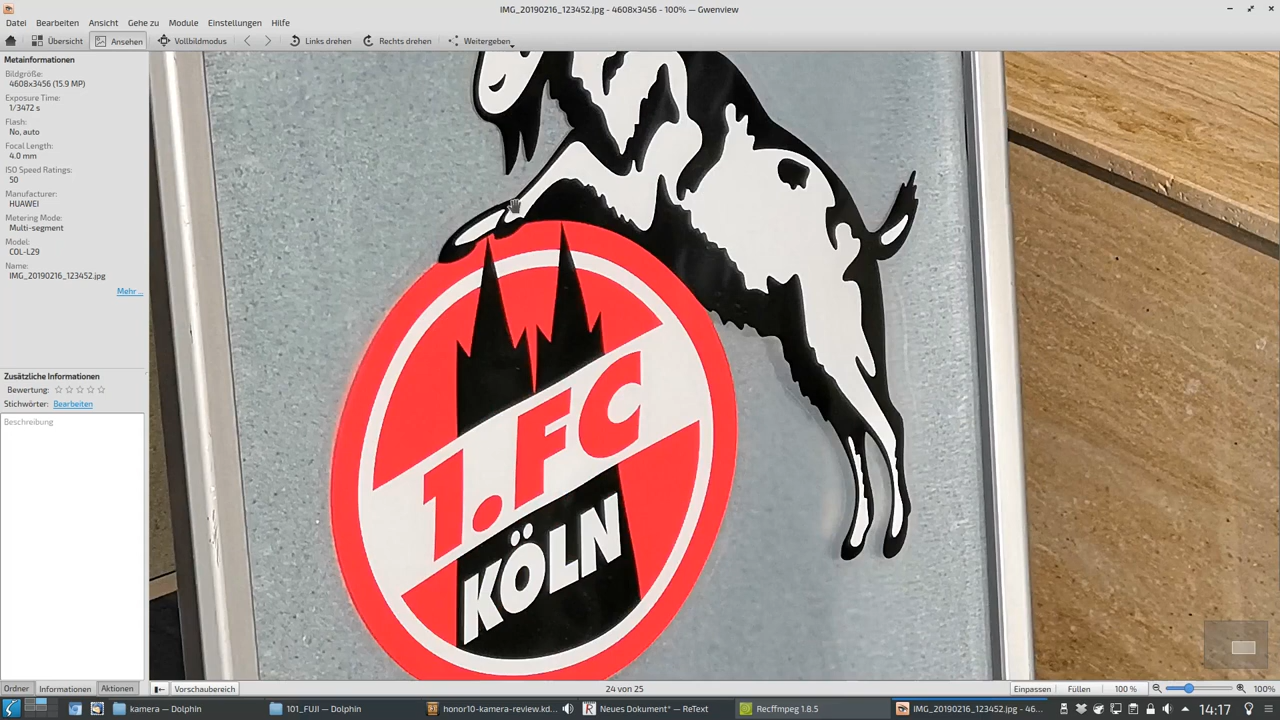 IMG_20190216_123452.jpg - 4608x3456 - 100% — Gwenview
Datei Bearbeiten Ansicht Gehe zu Module Einstellungen Hilfe
Übersicht Ansehen Vollbildmodus Links drehen Rechts drehen Weitergeben
Metainformationen
Bildgröße:
4608x3456 (15.9 MP)
Exposure Time:
1/3472 s
Flash:
No, auto
Focal Length:
4.0 mm
ISO Speed Ratings:
50
Manufacturer:
HUAWEI
Metering Mode:
Multi-segment
Model:
COL-L29
Name:
IMG_20190216_123452.jpg
Mehr...
Zusätzliche Informationen
Bewertung:
Stichwörter: Bearbeiten
Beschreibung
1.FC
KÖLN
Ordner Informationen Aktionen
Vorschaubereich 24 von 25 Einpassen Füllen 100 % 100%
kamera — Dolphin 101_FUJI — Dolphin honor10-kamera-review.kd... Neues Dokument* — ReText Recffmpeg 1.8.5 IMG_20190216_123452.jpg - 46... 14:17